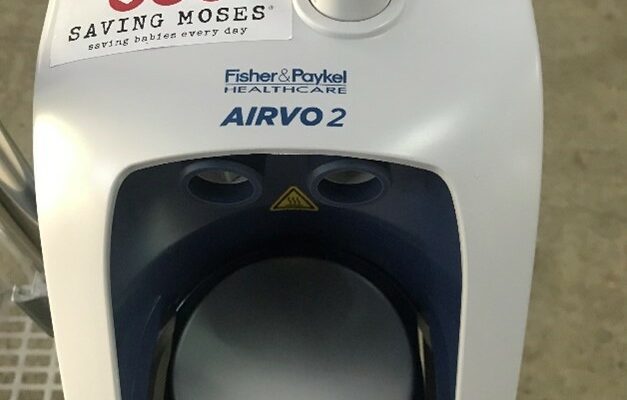 SAVING MOSES®
saving babies every day
Fisher&Paykel
HEALTHCARE
AIRVO 2